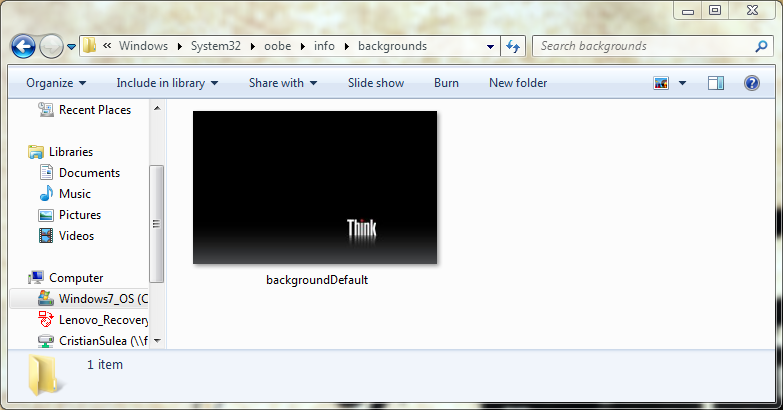 « Windows ▸ System32 ▸ oobe ▸ info ▸ backgrounds
Search backgrounds
Organize Include in library Share with Slide show Burn New folder
Recent Places
Libraries
Documents
Music
Pictures
Videos
Computer
Windows7_OS (C
Lenovo_Recovery
CristianSulea (\\f
Think
backgroundDefault
1 item